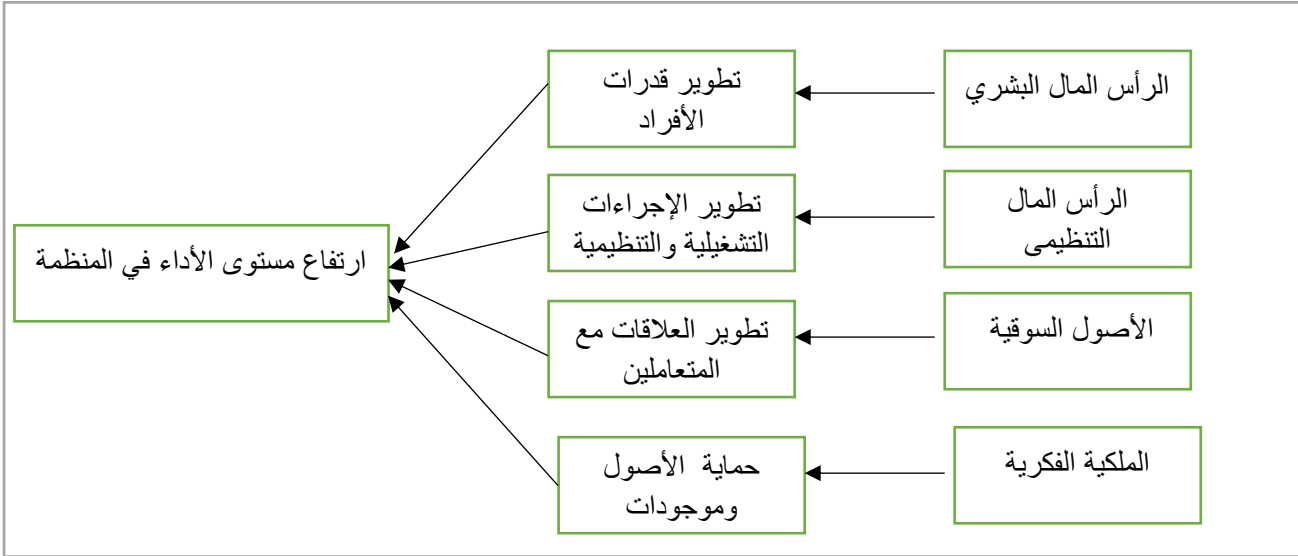 الرأس المال البشري
تطوير قدرات
الأفراد
الرأس المال
التنظيمى
تطوير الإجراءات
التشغيلية والتنظيمية
ارتفاع مستوى الأداء في المنظمة
الأصول السوقية
تطوير العلاقات مع
المتعاملين
الملكية الفكرية
حماية الأصول
وموجودات